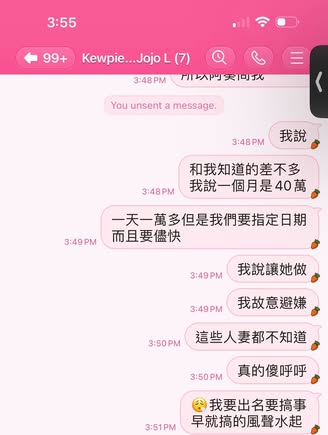 3:55
99+
Kewpie...Jojo L (7)
3:48 PM
所以阿奏問我
You unsent a message.
3:48 PM
我說
和我知道的差不多
我說一個月是40萬
3:48 PM
一天一萬多但是我們要指定日期
而且要儘快
3:49 PM
我說讓她做
3:49 PM
我故意避嫌
3:49 PM
這些人妻都不知道
3:50 PM
真的傻呼呼
3:50 PM
😮‍💨我要出名要搞事
早就搞的風聲水起
3:51 PM